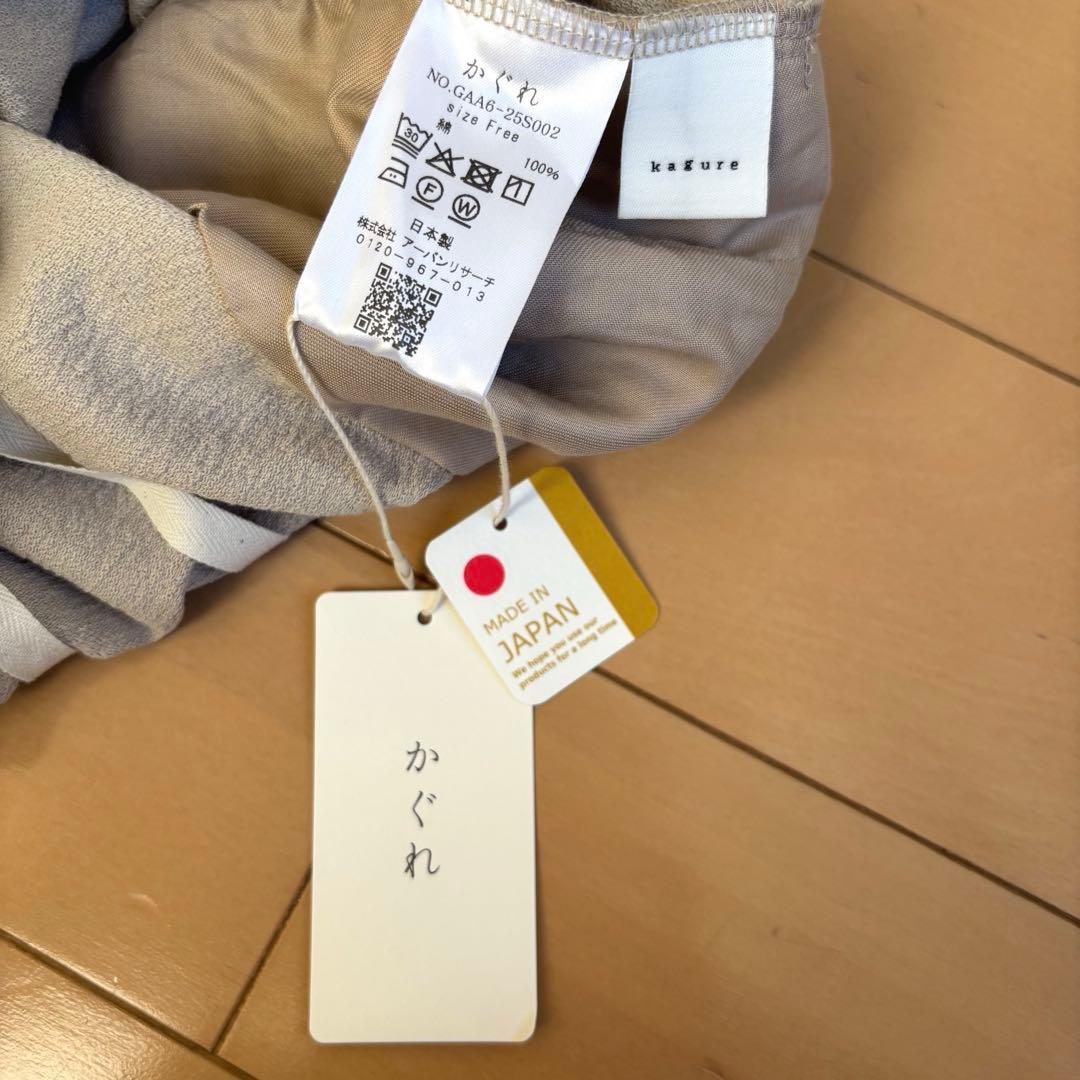 かぐれ
NO.GAA6-25S002
size Free
綿 100%
30
F W
日本製
株式会社 アーバンリサーチ
0120-967-013
kagure
MADE IN
JAPAN
We hope you use our
products for a long time
かぐれ